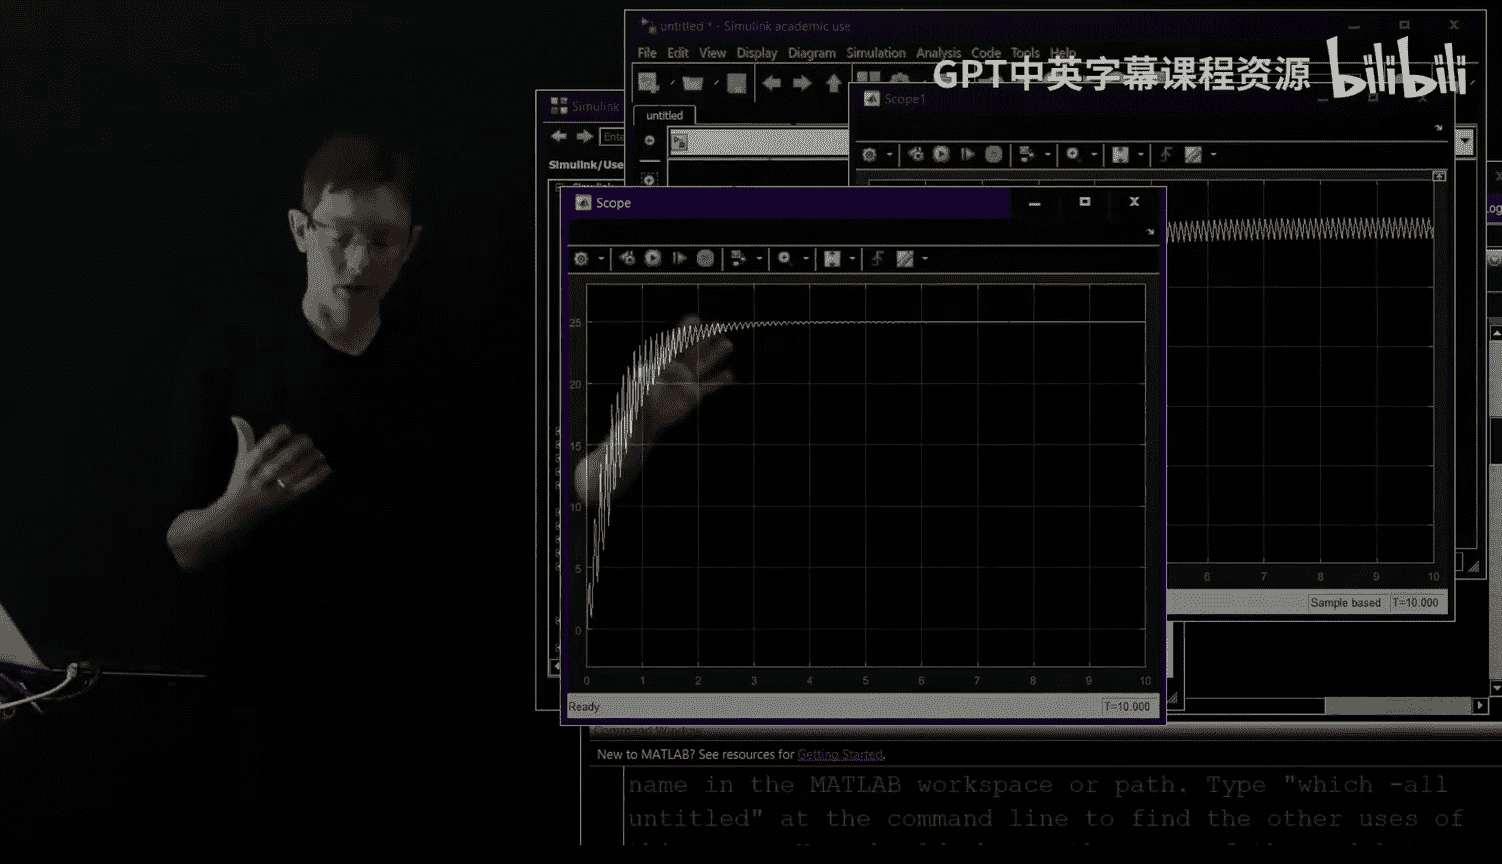 untitled * - Simulink academic use
File Edit View Display Diagram Simulation Analysis Code Tools Help
GPT中英字幕课程资源 bilibili
Simulink
Scope1
untitled
Simulink/Use
Scope
25
20
15
10
5
0
0 1 2 3 4 5 6 7 8 9 10
6 7 8 9 10
Sample based T=10.000
Ready T=10.000
Command Window
New to MATLAB? See resources for Getting Started.
name in the MATLAB workspace or path. Type "which -all
untitled" at the command line to find the other uses of